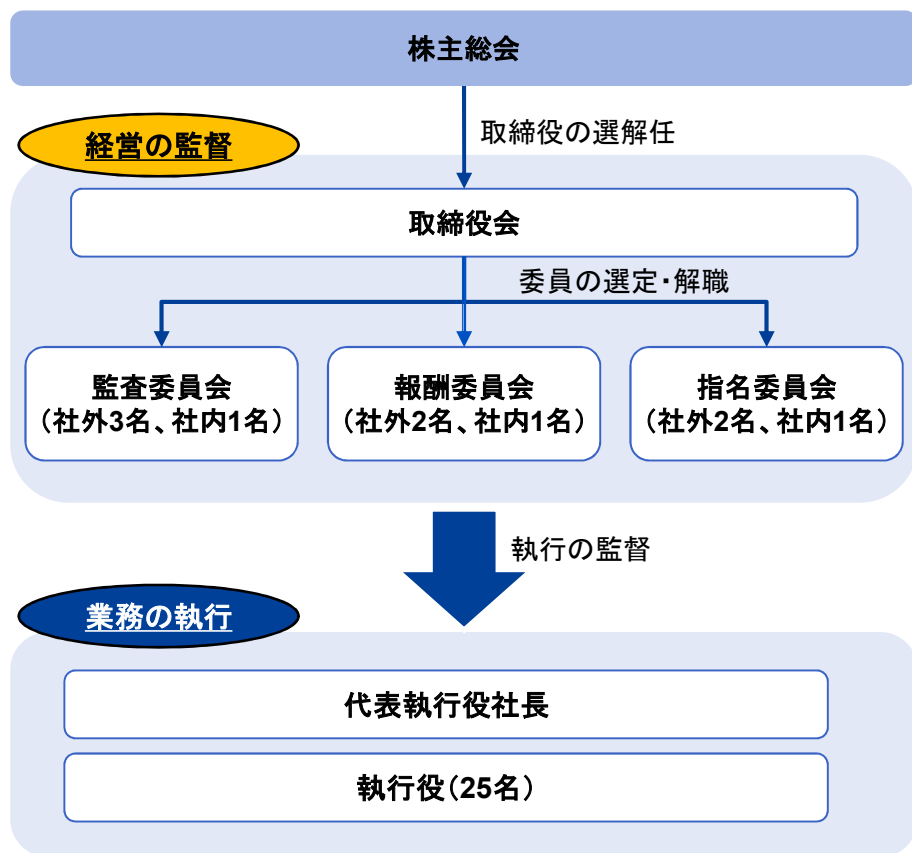 株主総会
取締役の選解任
経営の監督
取締役会
委員の選定・解職
監査委員会
（社外3名、社内1名）
報酬委員会
（社外2名、社内1名）
指名委員会
（社外2名、社内1名）
執行の監督
業務の執行
代表執行役社長
執行役（25名）